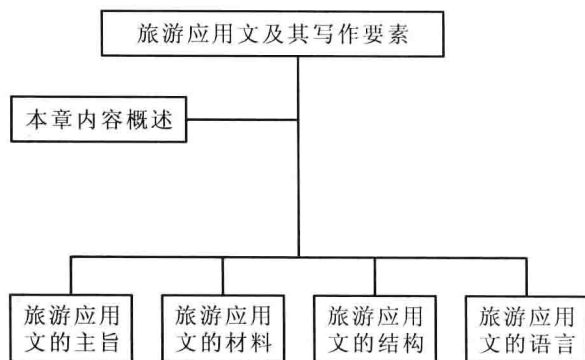 旅游应用文及其写作要素
本章内容概述
旅游应用
文的主旨
旅游应用
文的材料
旅游应用
文的结构
旅游应用
文的语言